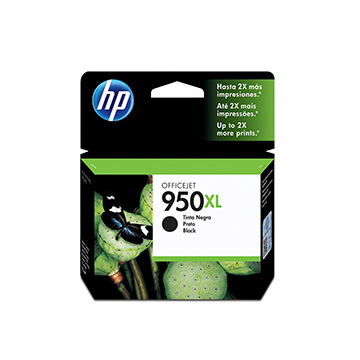 hp
Hasta 2X más
impresiones.*
Até 2X mais
impressões.*
Up to 2X
more prints.*
OFFICEJET
950XL
Tinta Negra
Preto
Black